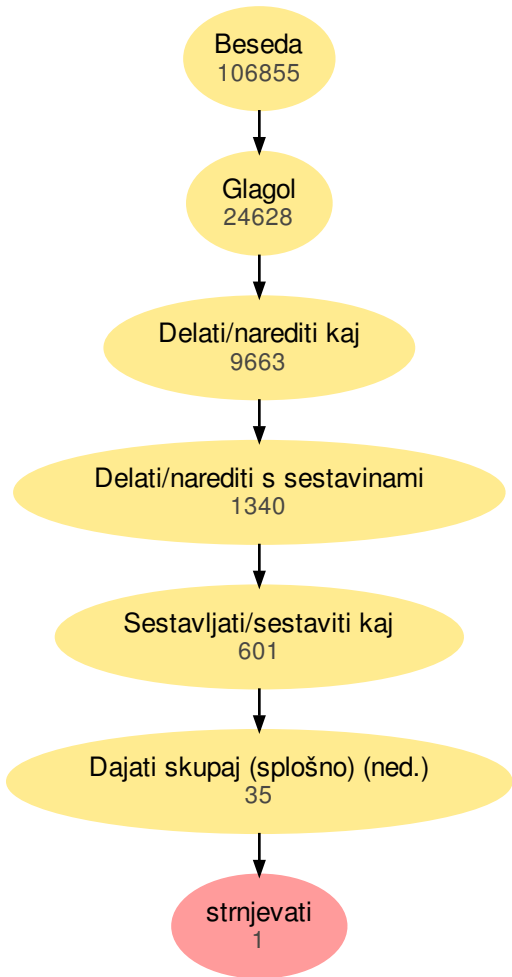 Beseda
106855
Glagol
24628
Delati/narediti kaj
9663
Delati/narediti s sestavinami
1340
Sestavljati/sestaviti kaj
601
Dajati skupaj (splošno) (ned.)
35
strnjevati
1